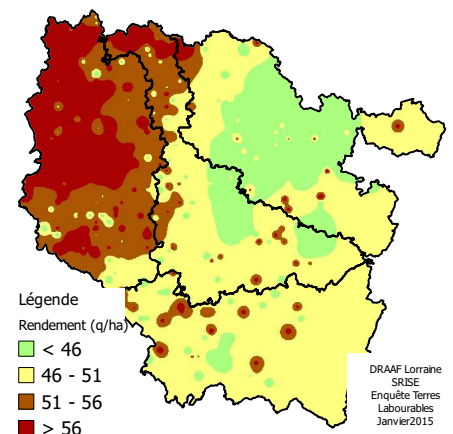 Légende
Rendement (q/ha)
< 46
46 - 51
51 - 56
> 56
DRAAF Lorraine
SRISE
Enquête Terres
Labourables
Janvier2015